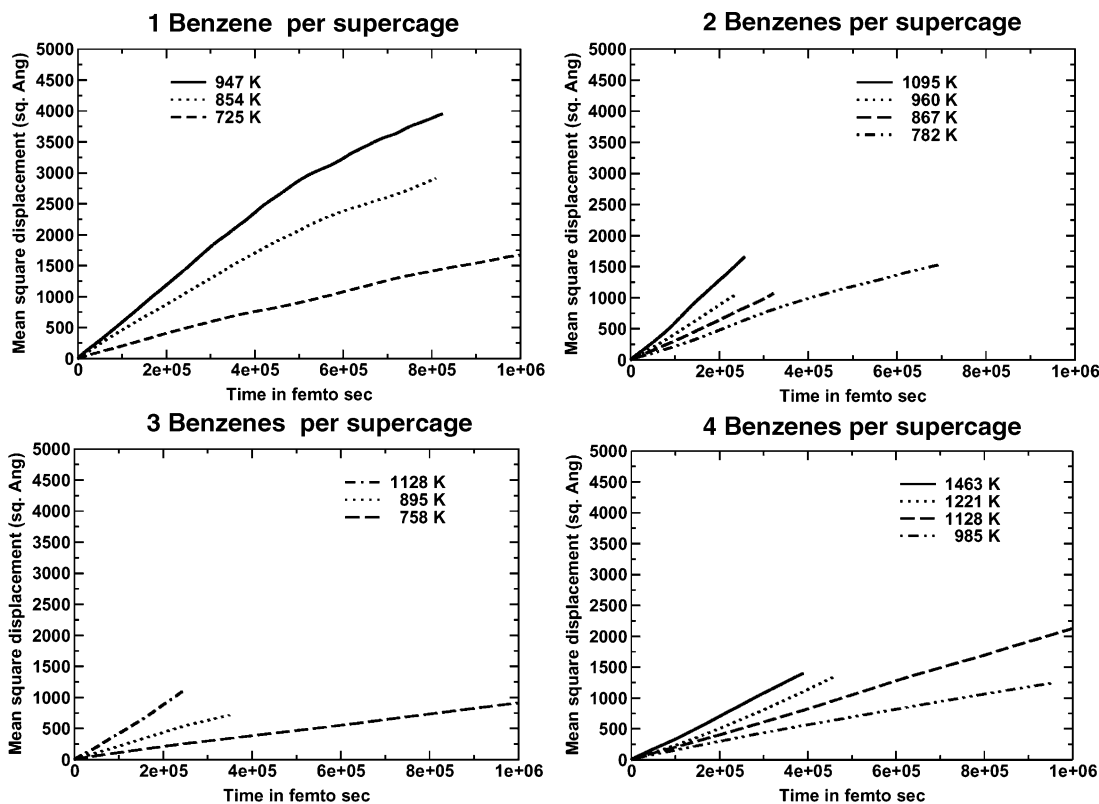 1 Benzene per supercage
Mean square displacement (sq. Ang)
5000
4500
4000
3500
3000
2500
2000
1500
1000
500
0
947 K
854 K
725 K
0
2e+05
4e+05
6e+05
8e+05
1e+06
Time in femto sec
2 Benzenes per supercage
Mean square displacement (sq. Ang)
5000
4500
4000
3500
3000
2500
2000
1500
1000
500
0
1095 K
960 K
867 K
782 K
0
2e+05
4e+05
6e+05
8e+05
1e+06
Time in femto sec
3 Benzenes per supercage
Mean square displacement (sq. Ang)
5000
4500
4000
3500
3000
2500
2000
1500
1000
500
0
1128 K
895 K
758 K
0
2e+05
4e+05
6e+05
8e+05
1e+06
Time in femto sec
4 Benzenes per supercage
Mean square displacement (sq. Ang)
5000
4500
4000
3500
3000
2500
2000
1500
1000
500
0
1463 K
1221 K
1128 K
985 K
0
2e+05
4e+05
6e+05
8e+05
1e+06
Time in femto sec